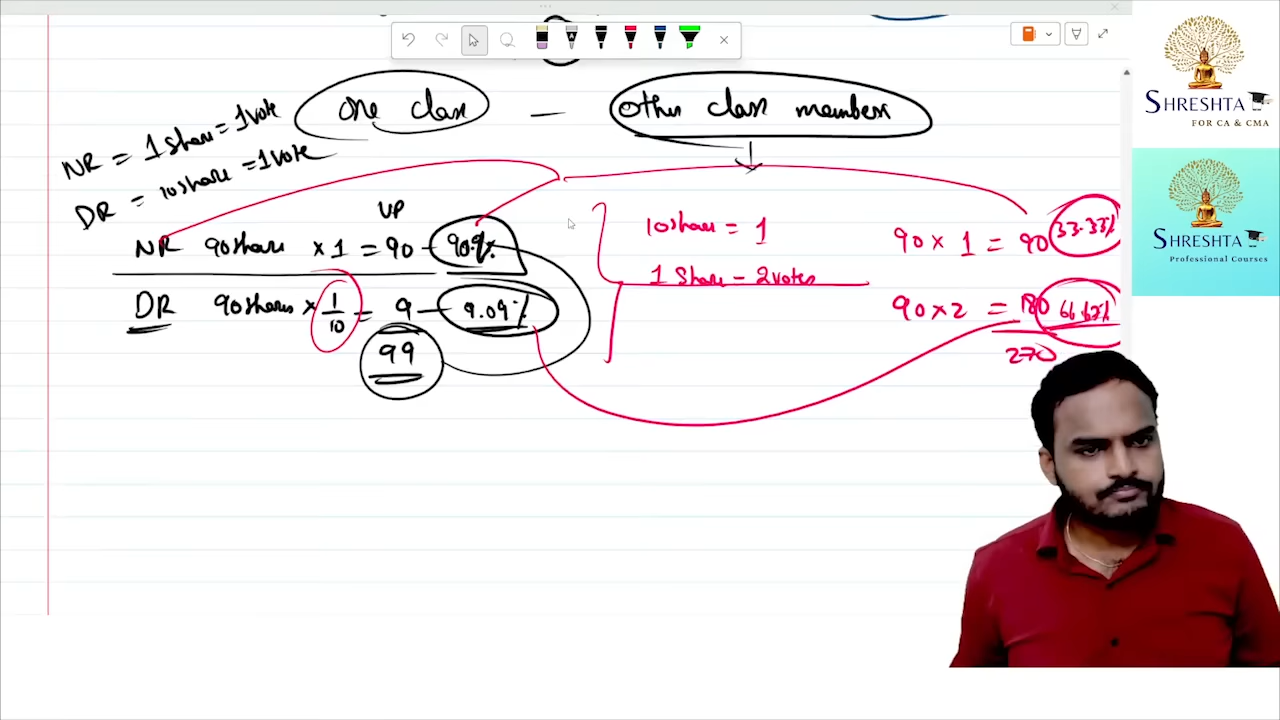 One class — Other class members
NR = 1 Share = 1 Vote
DR = 10 share = 1 Vote
VP
NR 90 shares × 1 = 90 – 90.9%
DR 90 shares × 1/10 = 9 – 9.09%
99
10 share = 1
1 Share – 2 Votes
90 × 1 = 90 33.33%
90 × 2 = 180 66.67%
270
SHRESHTA
FOR CA & CMA
SHRESHTA
Professional Courses